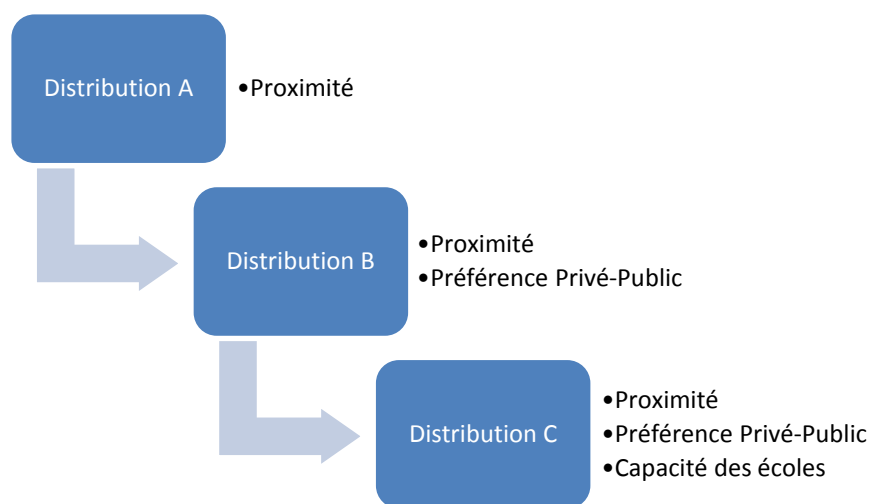 Distribution A
•Proximité
Distribution B
•Proximité
•Préférence Privé-Public
Distribution C
•Proximité
•Préférence Privé-Public
•Capacité des écoles